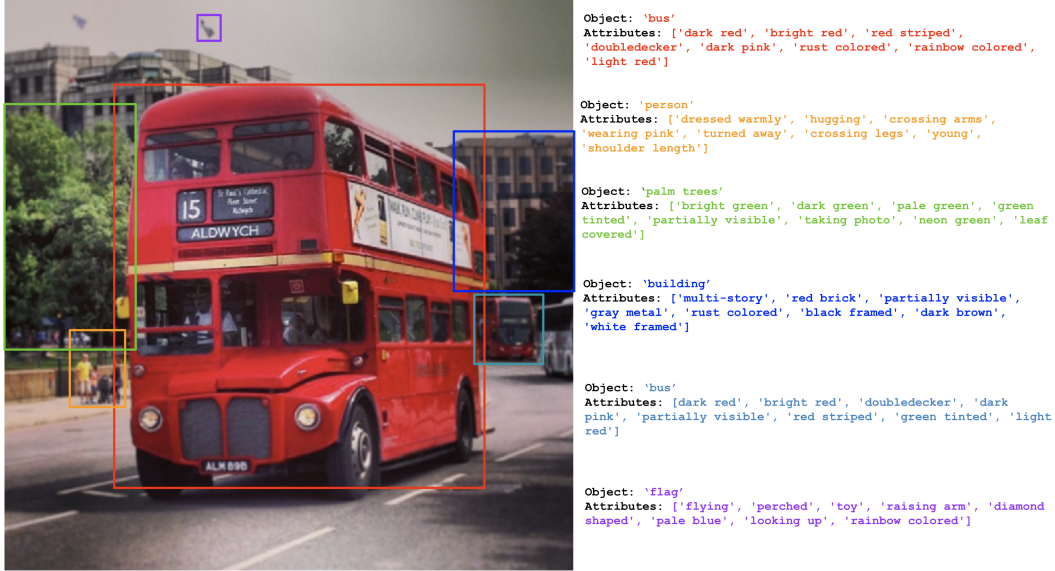 15
St Paul's Cathedral
Fleet Street
Aldwych
ALDWYCH
ALM 89B
Object: 'bus'
Attributes: ['dark red', 'bright red', 'red striped',
'doubledecker', 'dark pink', 'rust colored', 'rainbow colored',
'light red']
Object: 'person'
Attributes: ['dressed warmly', 'hugging', 'crossing arms',
'wearing pink', 'turned away', 'crossing legs', 'young',
'shoulder length']
Object: 'palm trees'
Attributes: ['bright green', 'dark green', 'pale green', 'green
tinted', 'partially visible', 'taking photo', 'neon green', 'leaf
covered']
Object: 'building'
Attributes: ['multi-story', 'red brick', 'partially visible',
'gray metal', 'rust colored', 'black framed', 'dark brown',
'white framed']
Object: 'bus'
Attributes: [dark red', 'bright red', 'doubledecker', 'dark
pink', 'partially visible', 'red striped', 'green tinted', 'light
red']
Object: 'flag'
Attributes: ['flying', 'perched', 'toy', 'raising arm', 'diamond
shaped', 'pale blue', 'looking up', 'rainbow colored']